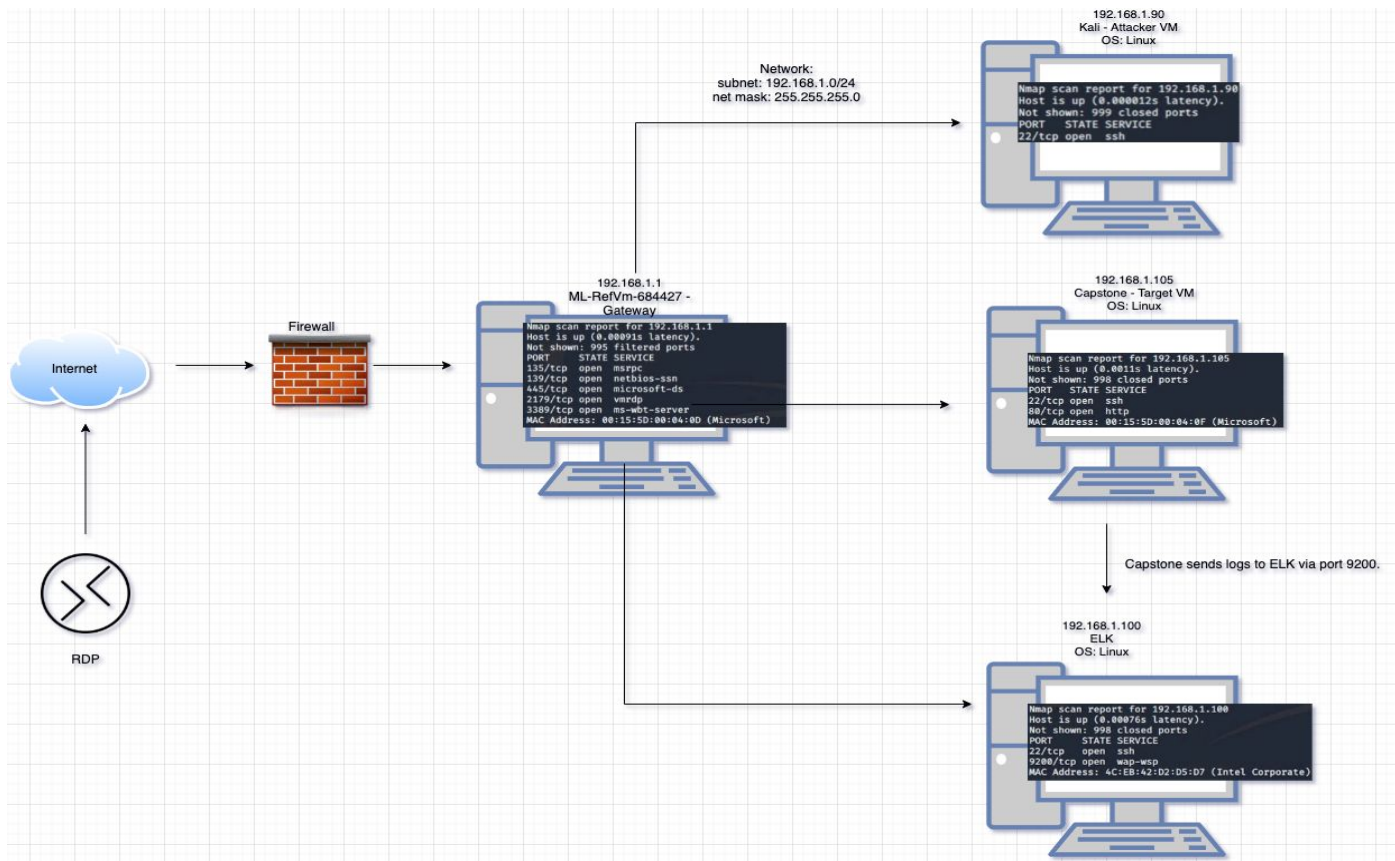 192.168.1.90
Kali - Attacker VM
OS: Linux
Nmap scan report for 192.168.1.90
Host is up (0.000012s latency).
Not shown: 999 closed ports
PORT STATE SERVICE
22/tcp open ssh
Network:
subnet: 192.168.1.0/24
net mask: 255.255.255.0
192.168.1.1
ML-RefVm-684427 -
Gateway
Nmap scan report for 192.168.1.1
Host is up (0.00091s latency).
Not shown: 995 filtered ports
PORT STATE SERVICE
135/tcp open msrpc
139/tcp open netbios-ssn
445/tcp open microsoft-ds
2179/tcp open vmrdp
3389/tcp open ms-wbt-server
MAC Address: 00:15:5D:00:04:0D (Microsoft)
192.168.1.105
Capstone - Target VM
OS: Linux
Nmap scan report for 192.168.1.105
Host is up (0.0011s latency).
Not shown: 998 closed ports
PORT STATE SERVICE
22/tcp open ssh
80/tcp open http
MAC Address: 00:15:5D:00:04:0F (Microsoft)
Firewall
Internet
RDP
Capstone sends logs to ELK via port 9200.
192.168.1.100
ELK
OS: Linux
Nmap scan report for 192.168.1.100
Host is up (0.00076s latency).
Not shown: 998 closed ports
PORT STATE SERVICE
22/tcp open ssh
9200/tcp open wap-wsp
MAC Address: 4C:EB:42:D2:D5:D7 (Intel Corporate)